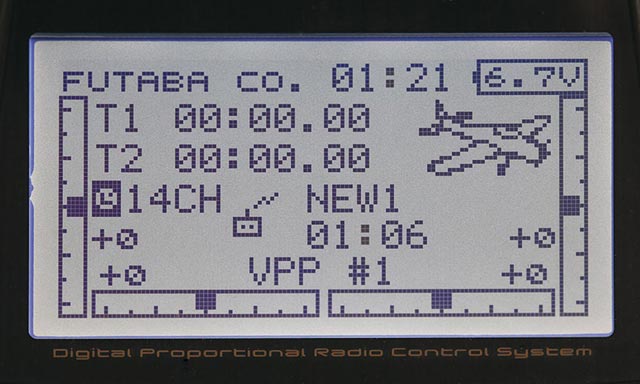 FUTABA CO. 01:21 6.7V
T1 00:00.00
T2 00:00.00
14CH NEW1
+0 01:06 +0
+0 VPP #1 +0
Digital Proportional Radio Control System